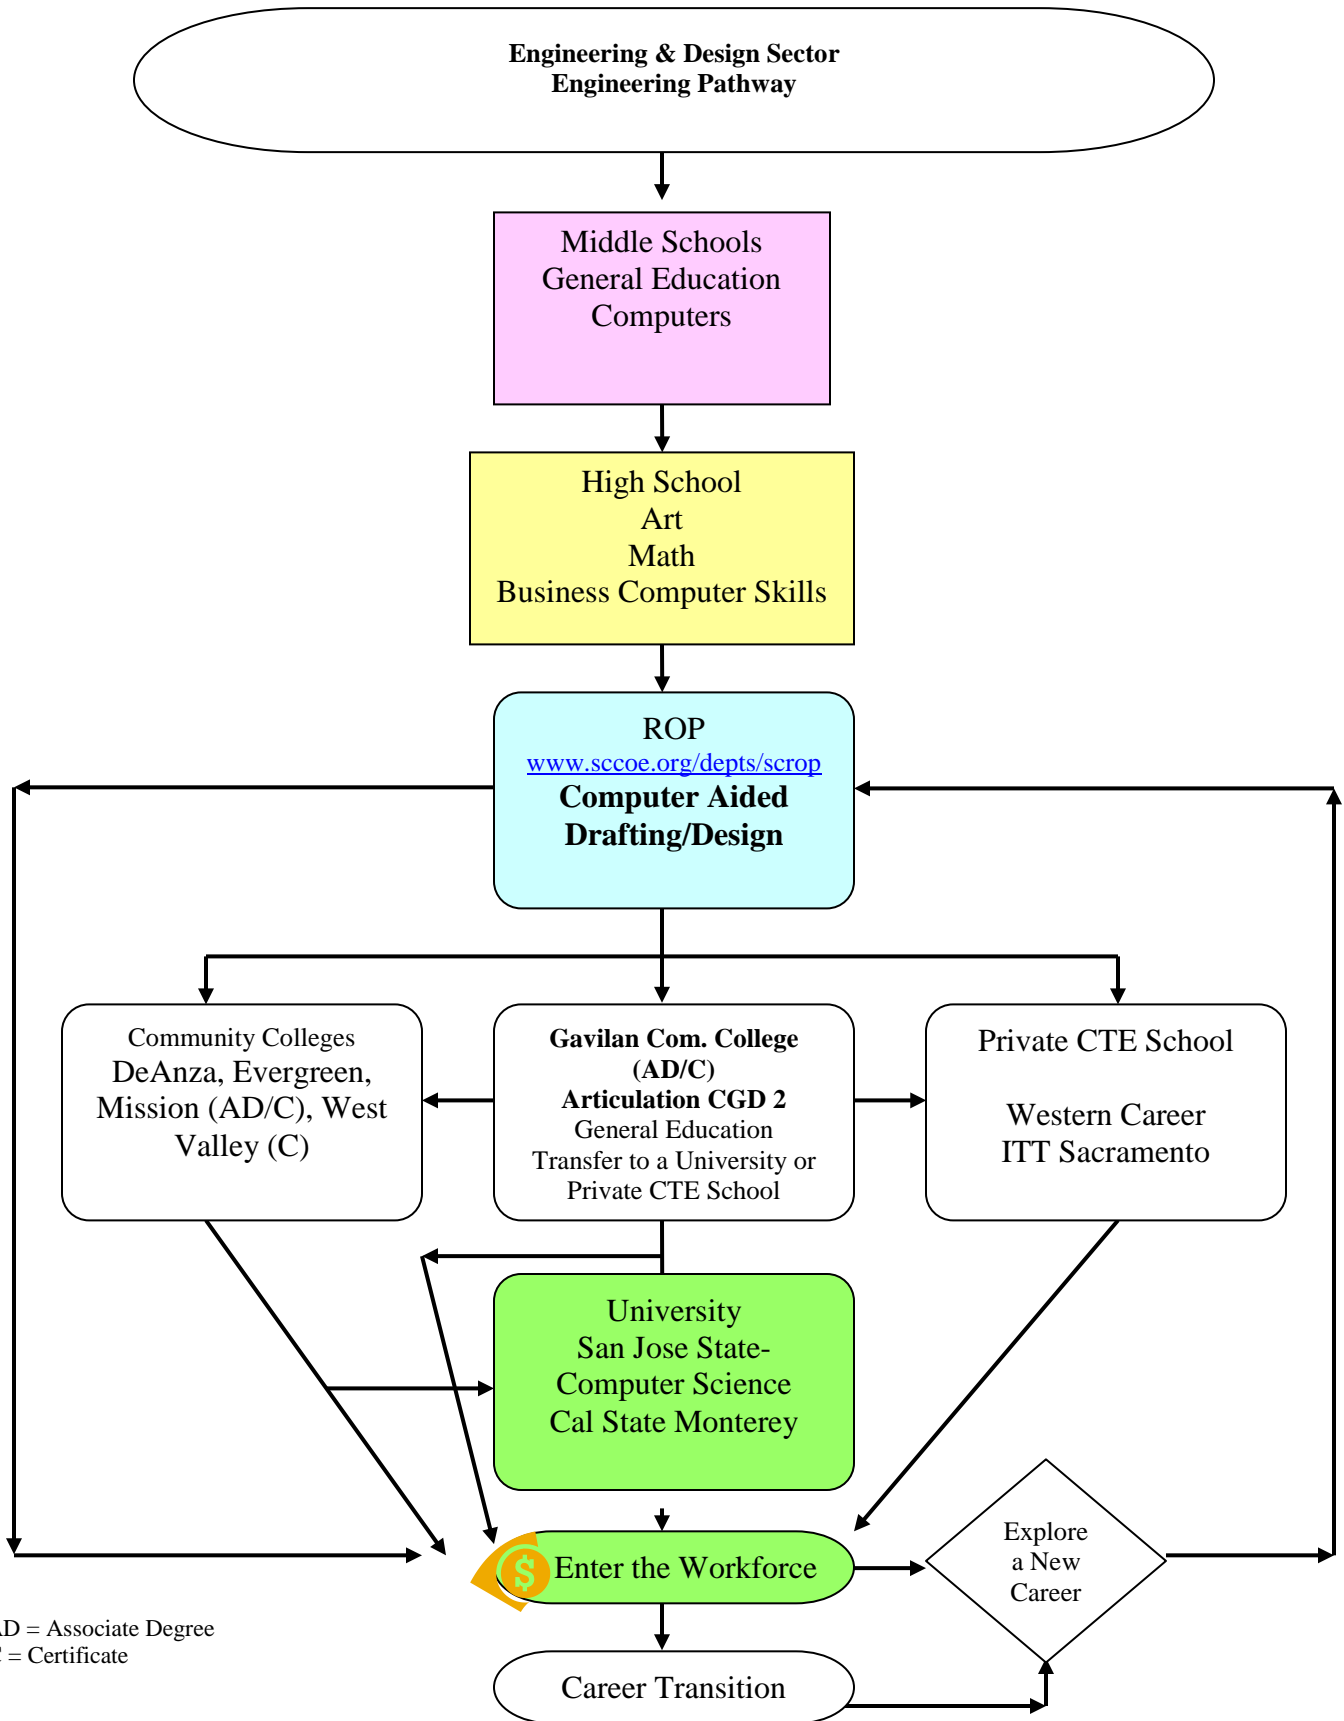 Engineering & Design Sector
Engineering Pathway
Middle Schools
General Education
Computers
High School
Art
Math
Business Computer Skills
ROP
www.sccoe.org/depts/scrop
Computer Aided
Drafting/Design
Community Colleges
DeAnza, Evergreen,
Mission (AD/C), West
Valley (C)
Gavilan Com. College
(AD/C)
Articulation CGD 2
General Education
Transfer to a University or
Private CTE School
Private CTE School
Western Career
ITT Sacramento
University
San Jose State-
Computer Science
Cal State Monterey
$ Enter the Workforce
Explore
a New
Career
AD = Associate Degree
C = Certificate
Career Transition